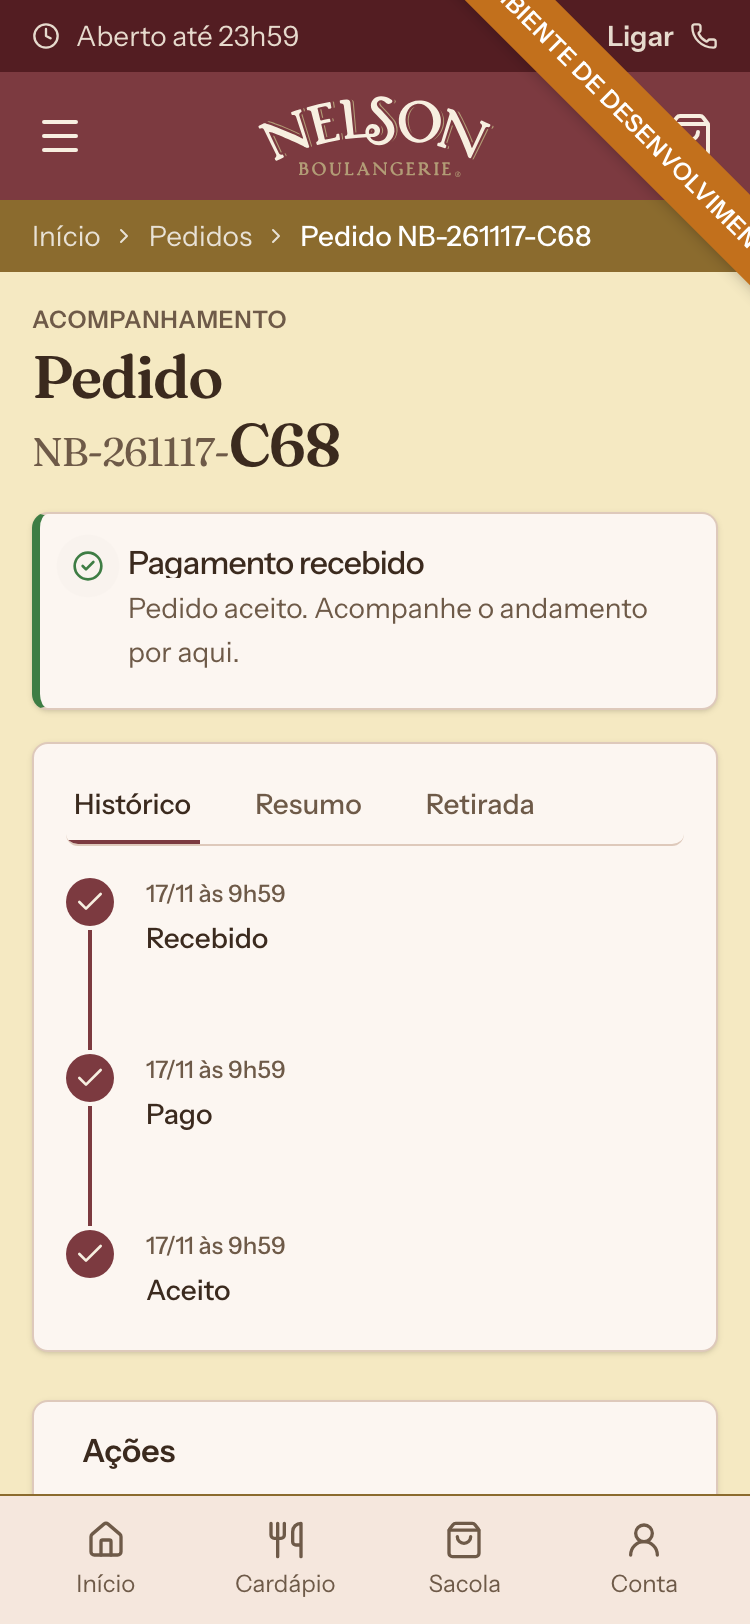 Aberto até 23h59
Ligar
DE DESENVOLVIMEN
NELSON
BOULANGERIE
Início
Pedidos
Pedido NB-261117-C68
ACOMPANHAMENTO
Pedido
NB-261117-C68
Pagamento recebido
Pedido aceito. Acompanhe o andamento
por aqui.
Histórico
Resumo
Retirada
17/11 às 9h59
Recebido
17/11 às 9h59
Pago
17/11 às 9h59
Aceito
Ações
Início
Cardápio
Sacola
Conta